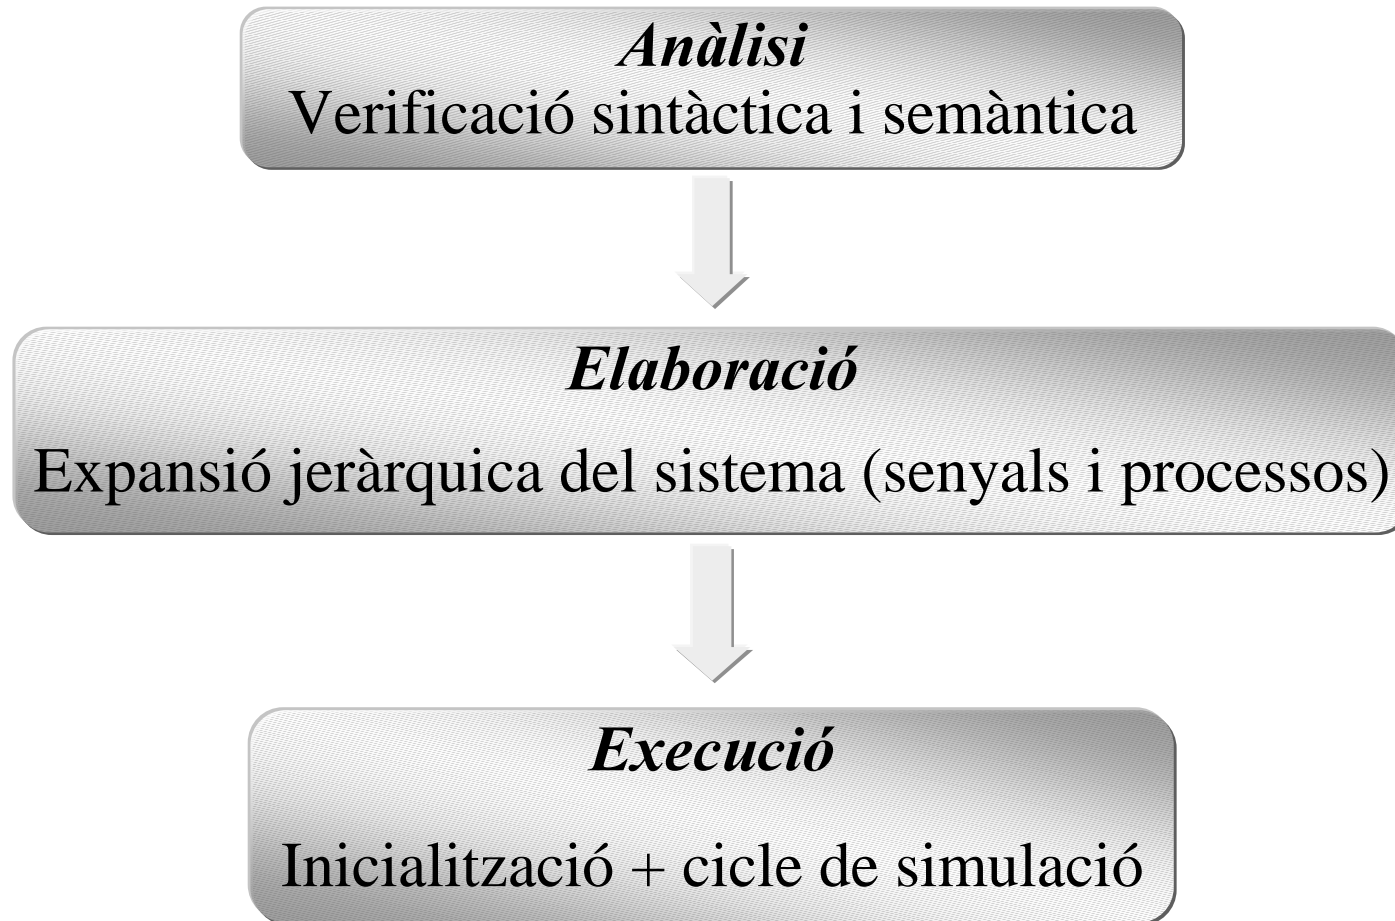 Anàlisi
Verificació sintàctica i semàntica
Elaboració
Expansió jeràrquica del sistema (senyals i processos)
Execució
Inicialització + cicle de simulació